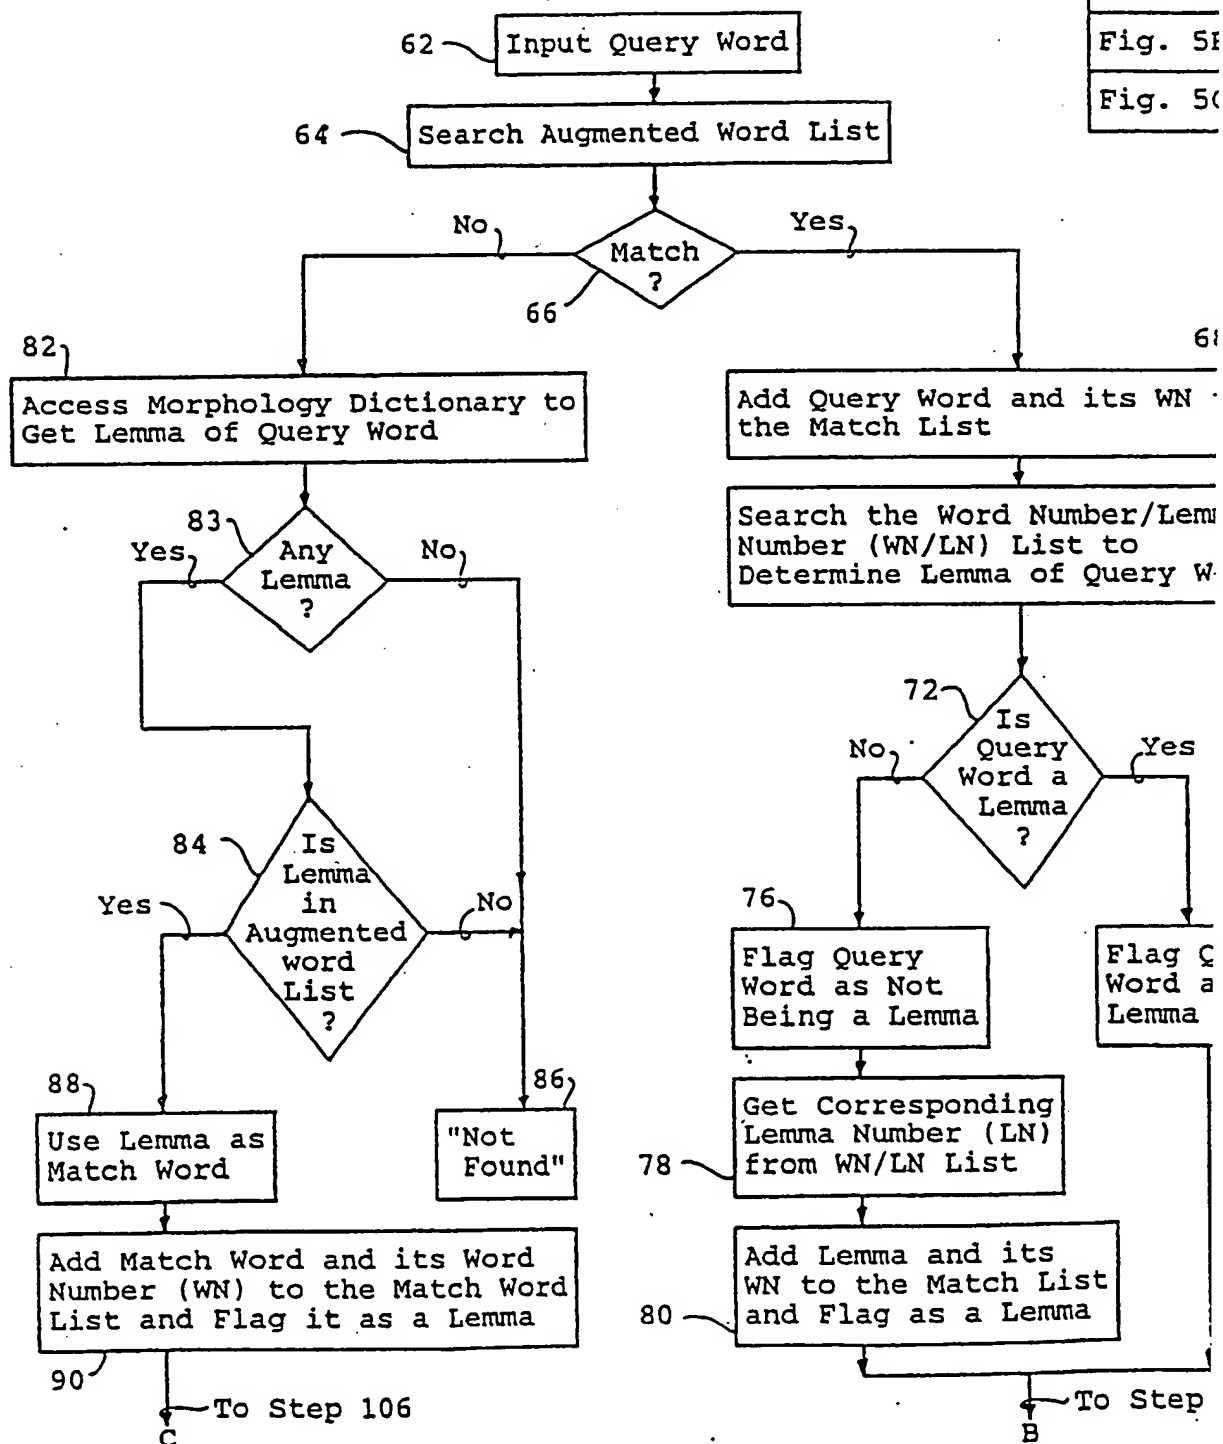 Fig. 5
Fig. 5
62
Input Query Word
64
Search Augmented Word List
No
Yes
Match
?
66
82
Access Morphology Dictionary to
Get Lemma of Query Word
Add Query Word and its WN
the Match List
83
Yes
Any
Lemma
?
No
Search the Word Number/
Number (WN/LN) List to
Determine Lemma of Query
72
Is
Query
Word a
Lemma
?
No
Yes
84
Is
Lemma
in
Augmented
word
List
?
Yes
No
76
Flag Query
Word as Not
Being a Lemma
Flag
Word
Lemma
88
Use Lemma as
Match Word
86
"Not
Found"
78
Get Corresponding
Lemma Number (LN)
from WN/LN List
Add Match Word and its Word
Number (WN) to the Match Word
List and Flag it as a Lemma
90
80
Add Lemma and its
WN to the Match List
and Flag as a Lemma
To Step 106
C
To Step
B